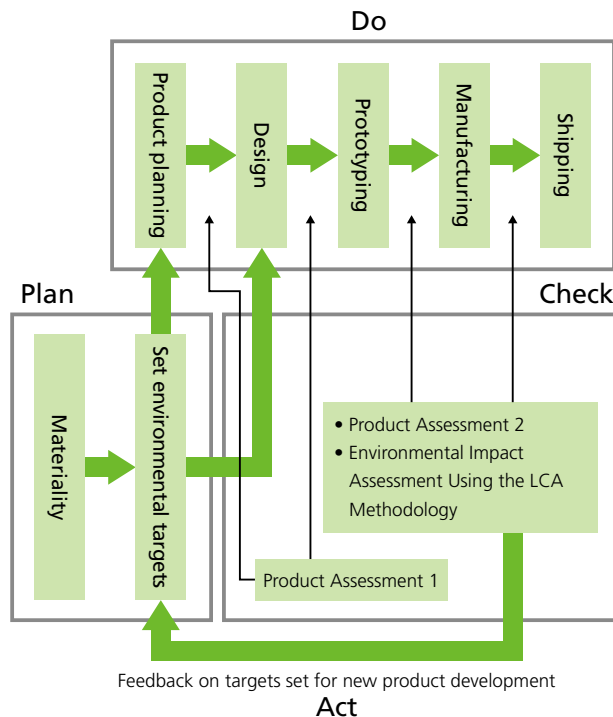 Do
Product planning
Design
Prototyping
Manufacturing
Shipping
Plan
Check
Materiality
Set environmental targets
• Product Assessment 2
• Environmental Impact
Assessment Using the LCA
Methodology
Product Assessment 1
Feedback on targets set for new product development
Act